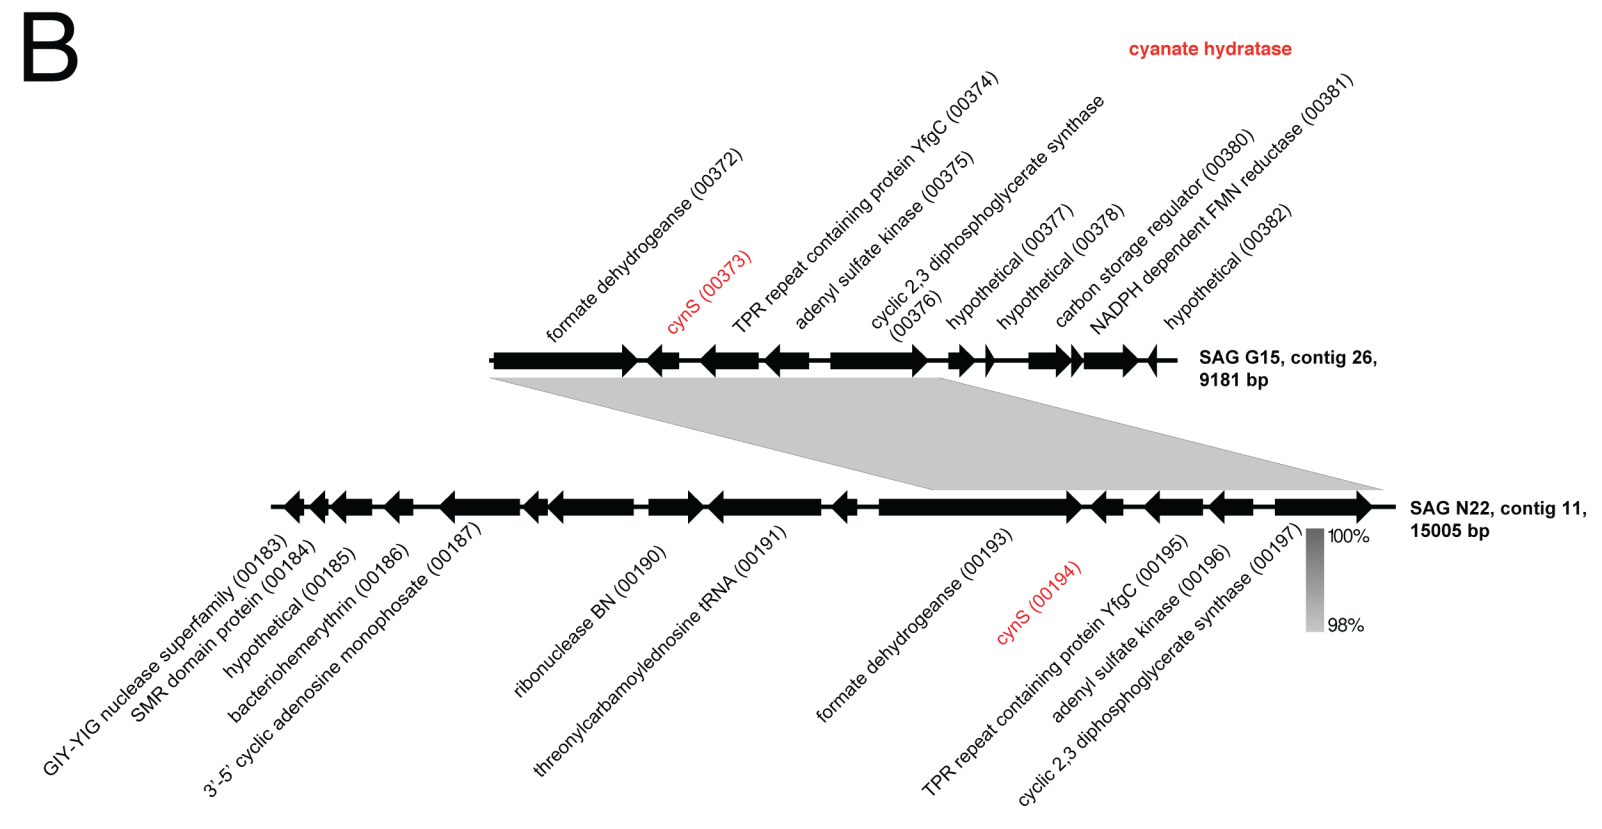 B
cyanate hydratase
formate dehydrogeanse (00372)
cynS (00373)
TPR repeat containing protein YfgC (00374)
adenyl sulfate kinase (00375)
cyclic 2,3 diphosphoglycerate synthase
(00376)
hypothetical (00377)
hypothetical (00378)
carbon storage regulator (00380)
NADPH dependent FMN reductase (00381)
hypothetical (00382)
SAG G15, contig 26,
9181 bp
SAG N22, contig 11,
15005 bp
100%
98%
GIY-YIG nuclease superfamily (00183)
SMR domain protein (00184)
hypothetical (00185)
bacteriohemerythrin (00186)
3'-5' cyclic adenosine monophosate (00187)
ribonuclease BN (00190)
threonylcarbamoylednosine tRNA (00191)
formate dehydrogeanse (00193)
cynS (00194)
TPR repeat containing protein YfgC (00195)
adenyl sulfate kinase (00196)
cyclic 2,3 diphosphoglycerate synthase (00197)